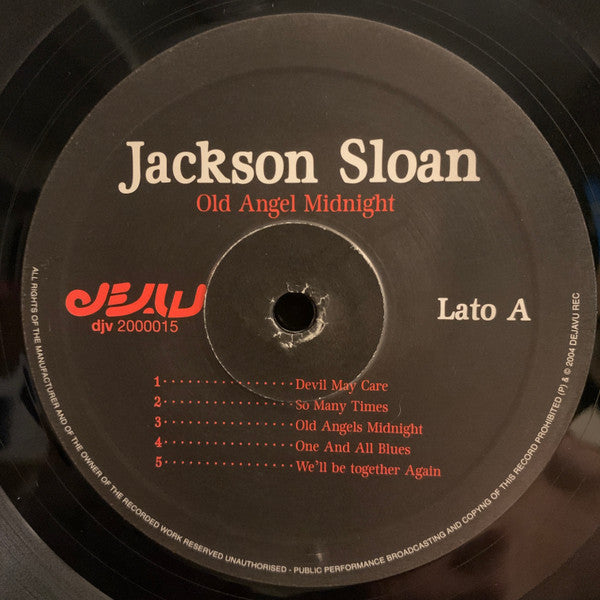 Jackson Sloan
Old Angel Midnight
DEJAVU
djv 2000015
Lato A
1 ................ Devil May Care
2 ................ So Many Times
3 ................ Old Angels Midnight
4 ................ One And All Blues
5 ................ We'll be together Again
ALL RIGHTS OF THE MANUFACTURER AND OF THE OWNER OF THE RECORDED WORK RESERVED UNAUTHORISED - PUBLIC PERFORMANCE BROADCASTING AND COPYNG OF THIS RECORD PROHIBITED (P) & © 2004 DEJAVU REC